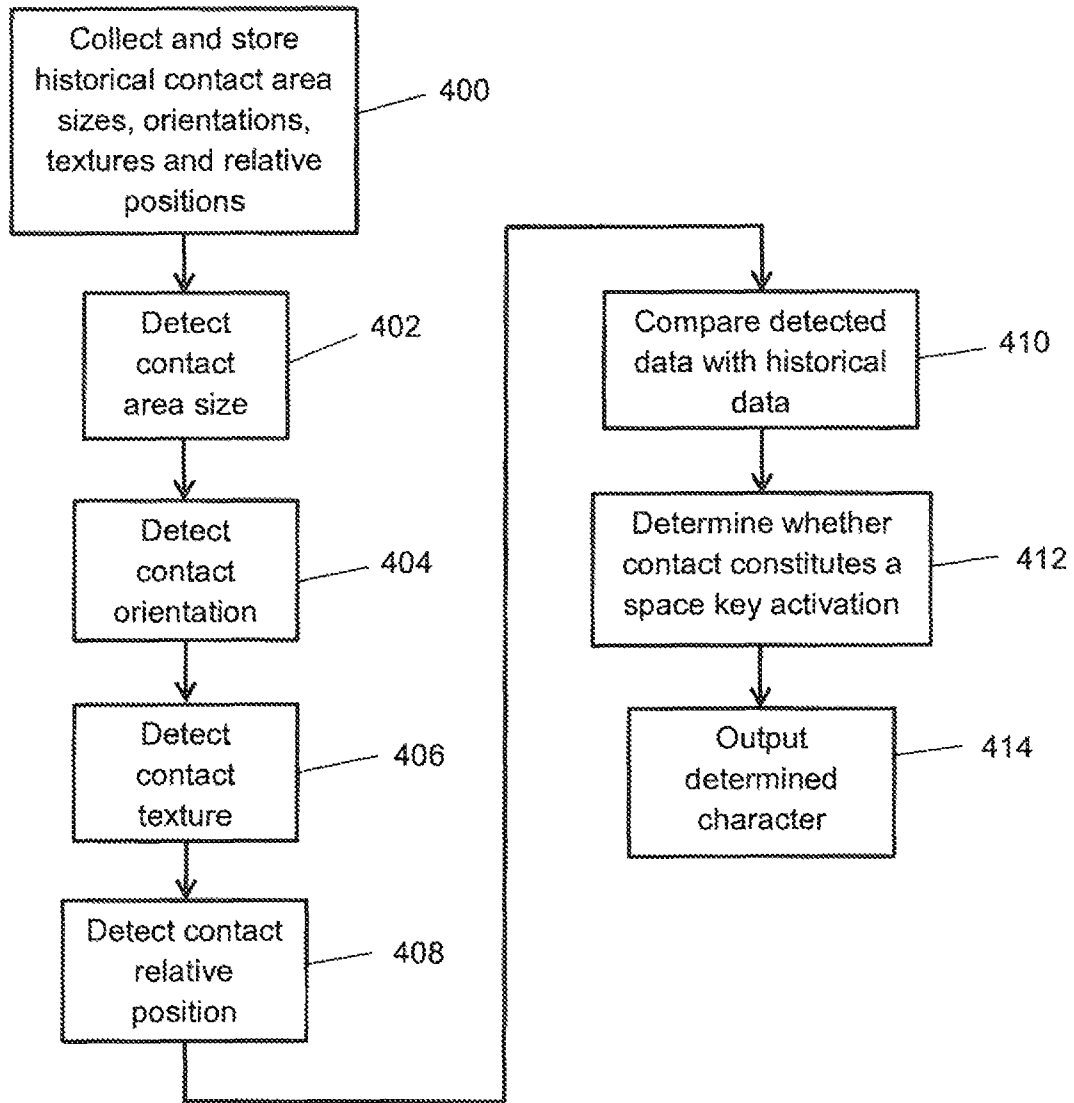 Collect and store
historical contact area
sizes, orientations,
textures and relative
positions
400
Detect
contact
area size
402
Detect
contact
orientation
404
Detect
contact
texture
406
Detect contact
relative
position
408
Compare detected
data with historical
data
410
Determine whether
contact constitutes a
space key activation
412
Output
determined
character
414